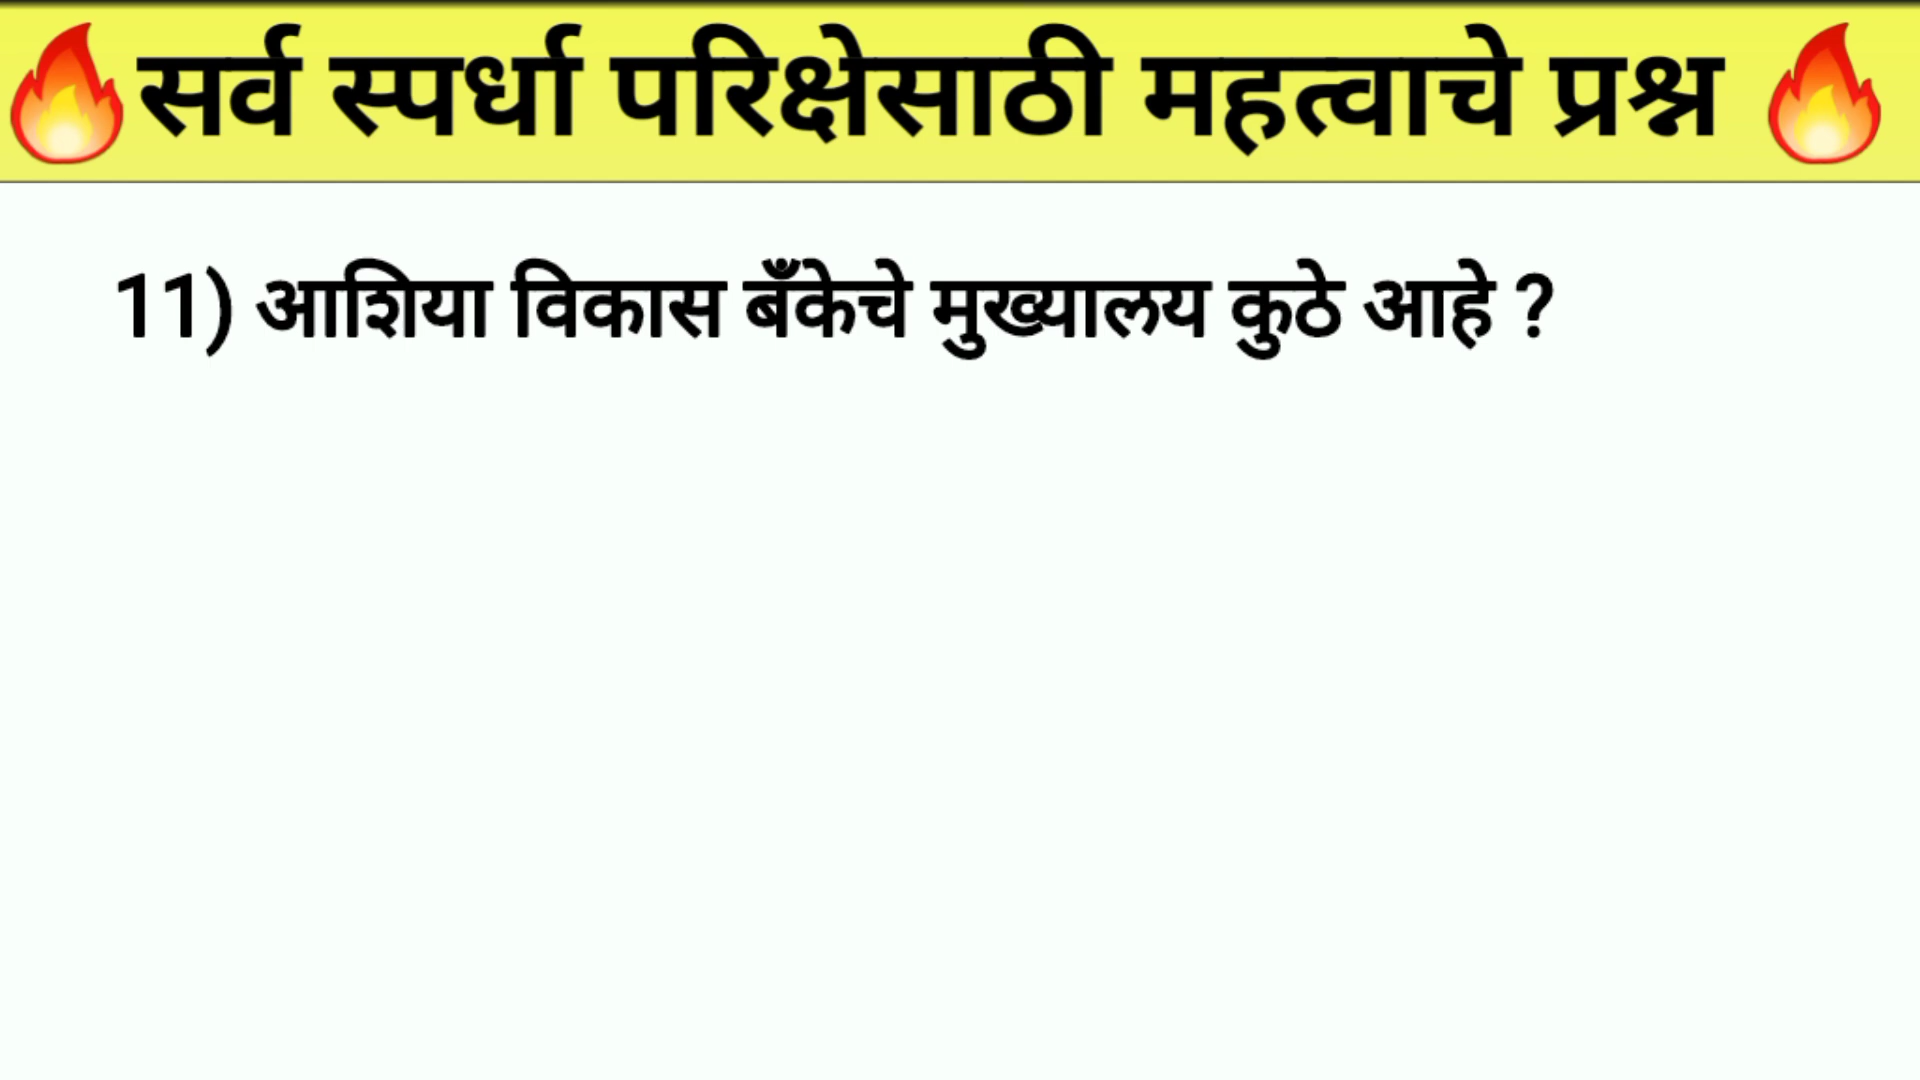 🔥सर्व स्पर्धा परिक्षेसाठी महत्वाचे प्रश्न 🔥
11) आशिया विकास बँकेचे मुख्यालय कुठे आहे ?